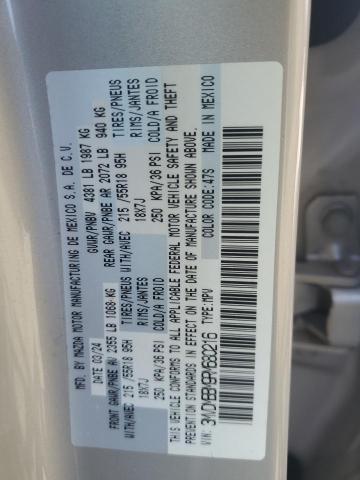 MFD. BY MAZDA MOTOR MANUFACTURING DE MEXICO S.A. DE C.V.
DATE: 03/24 GVWR/PNBV 4381 LB 1987 KG
FRONT GAWR/PNBE AV 2355 LB 1068 KG REAR GAWR/PNBE AR 2072 LB 940 KG
TIRES/PNEUS TIRES/PNEUS
WITH/AVEC 215 /55R18 95H RIMS/JANTES WITH/AVEC 215 /55R18 95H RIMS/JANTES
18X7J COLD/A FROID 18X7J COLD/A FROID
250 KPA/36 PSI 250 KPA/36 PSI
THIS VEHICLE CONFORMS TO ALL APPLICABLE FEDERAL MOTOR VEHICLE SAFETY AND THEFT
PREVENTION STANDARDS IN EFFECT ON THE DATE OF MANUFACTURE SHOWN ABOVE.
MADE IN MEXICO
COLOR CODE: 47S
TYPE: MPV
VIN: